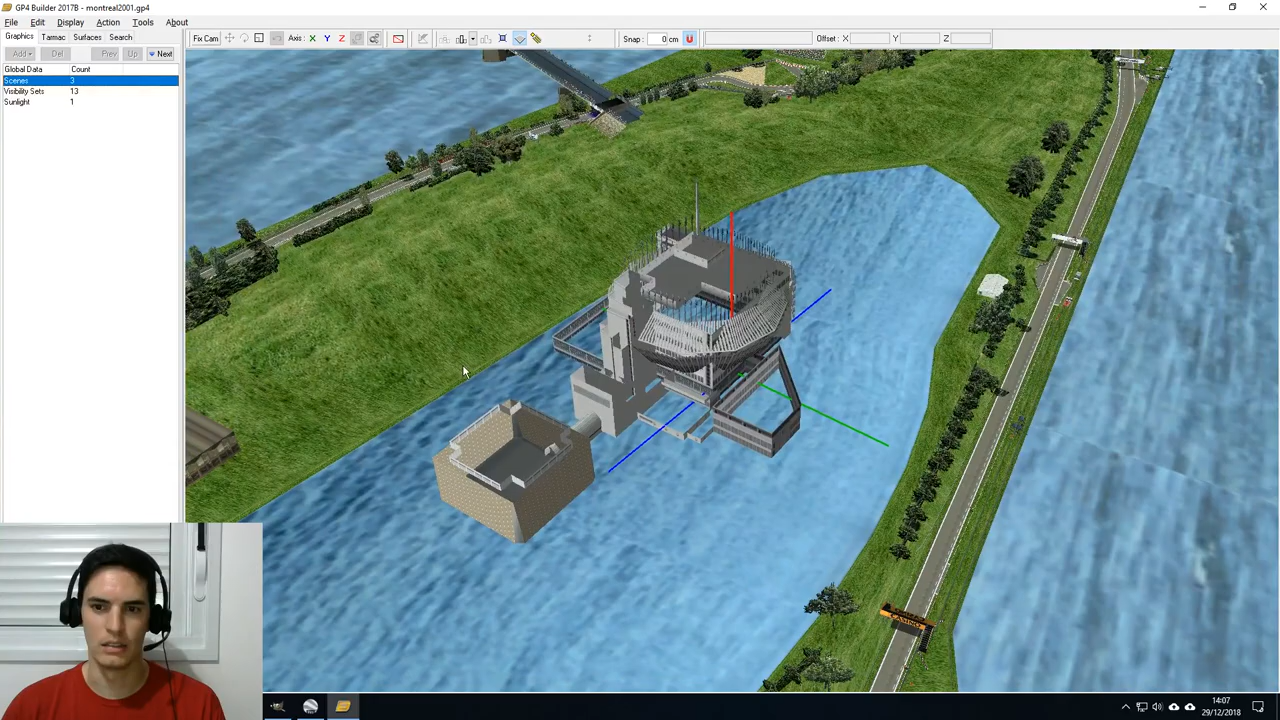 GP4 Builder 2017B - montreal2001.gp4
File Edit Display Action Tools About
Graphics Tarmac Surfaces Search
Fix Cam Axis: X Y Z Snap: 0 cm Offset : X Y Z
Add Del Prev Up Next
Global Data Count
Scenes 3
Visibility Sets 13
Sunlight 1
CASINO
14:07
29/12/2018